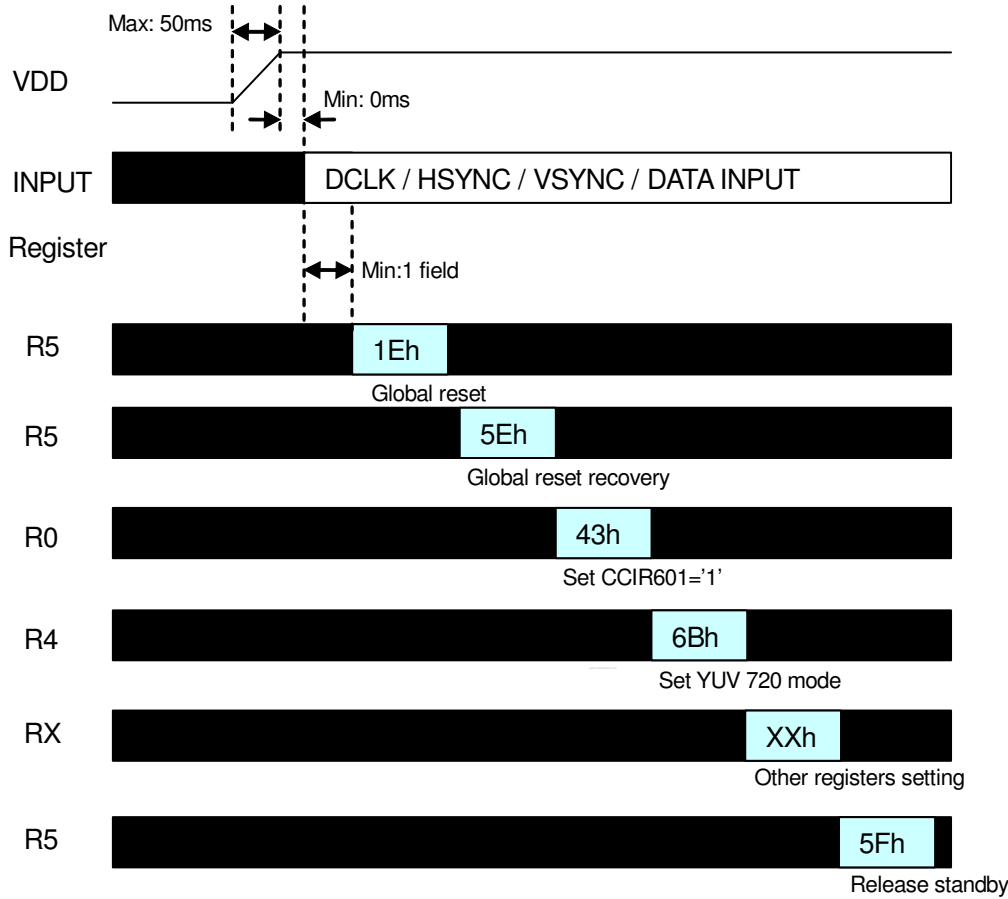 Max: 50ms
VDD
Min: 0ms
INPUT
DCLK / HSYNC / VSYNC / DATA INPUT
Register
Min:1 field
R5
1Eh
Global reset
R5
5Eh
Global reset recovery
R0
43h
Set CCIR601='1'
R4
6Bh
Set YUV 720 mode
RX
XXh
Other registers setting
R5
5Fh
Release standby